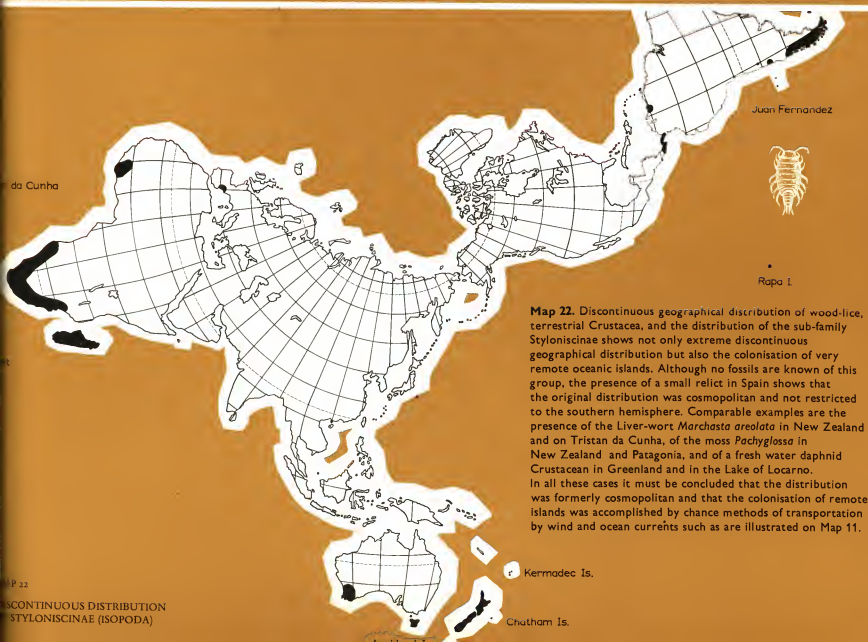 Juan Fernandez
da Cunha
Rapa I.
Map 22. Discontinuous geographical distribution of wood-lice,
terrestrial Crustacea, and the distribution of the sub-family
Styloniscinae shows not only extreme discontinuous
geographical distribution but also the colonisation of very
remote oceanic islands. Although no fossils are known of this
group, the presence of a small relict in Spain shows that
the original distribution was cosmopolitan and not restricted
to the southern hemisphere. Comparable examples are the
presence of the Liver-wort Marchasta areolata in New Zealand
and on Tristan da Cunha, of the moss Pachyglossa in
New Zealand and Patagonia, and of a fresh water daphnid
Crustacean in Greenland and in the Lake of Locarno.
In all these cases it must be concluded that the distribution
was formerly cosmopolitan and that the colonisation of remote
islands was accomplished by chance methods of transportation
by wind and ocean currents such as are illustrated on Map 11.
Kermadec Is.
Chatham Is.
AP 22
SCONTINUOUS DISTRIBUTION
STYLONISCINAE (ISOPODA)